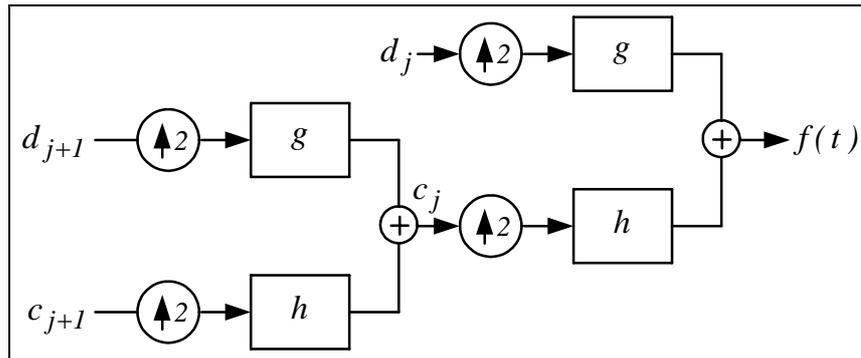 d_j ↑2 g
d_{j+1} ↑2 g + f(t)
c_j ↑2 h
+
c_{j+1} ↑2 h